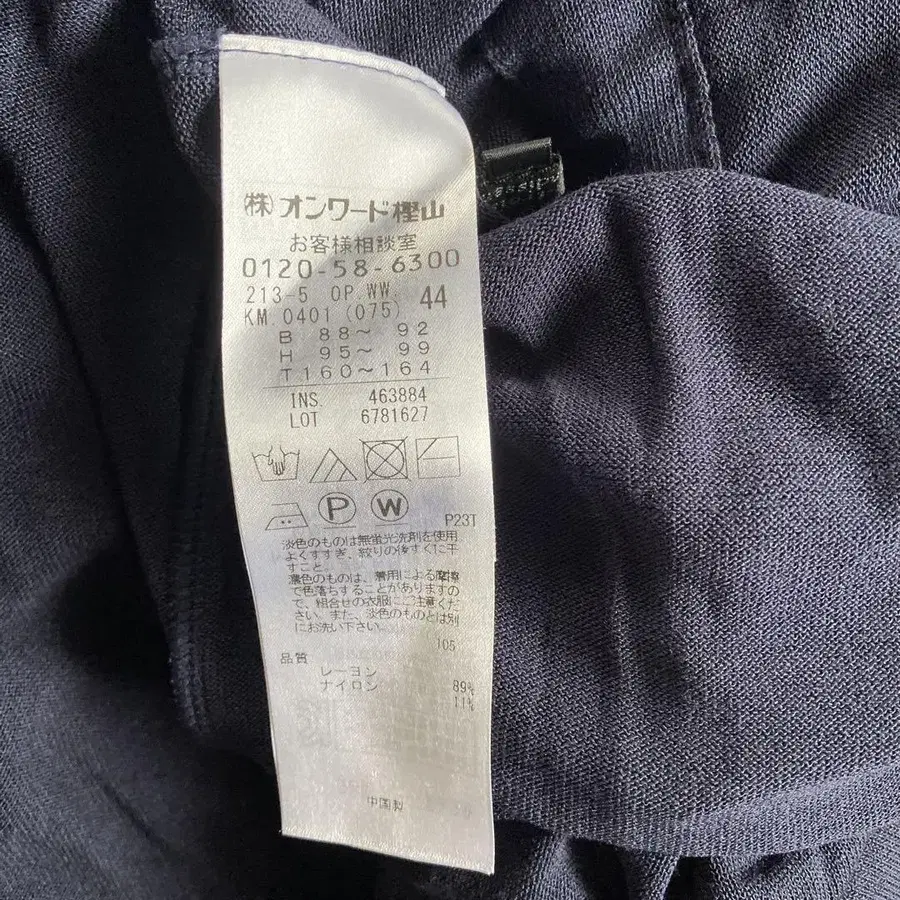 ㈱オンワード樫山
お客様相談室
0120-58-6300
213-5 OP.WW. 44
KM.0401(075)
B 88～ 92
H 95～ 99
T160～164
INS. 463884
LOT 6781627
P W
P23T
淡色のものは無蛍光洗剤を使用
よくすすぎ、絞りの後すぐに干
すこと。
濃色のものは、着用による摩擦
で色落ちすることがありますの
で、組合せの衣服にご注意くだ
さい。また、淡色のものとは別
にお洗い下さい。
105
品質
レーヨン 89%
ナイロン 11%
中国製